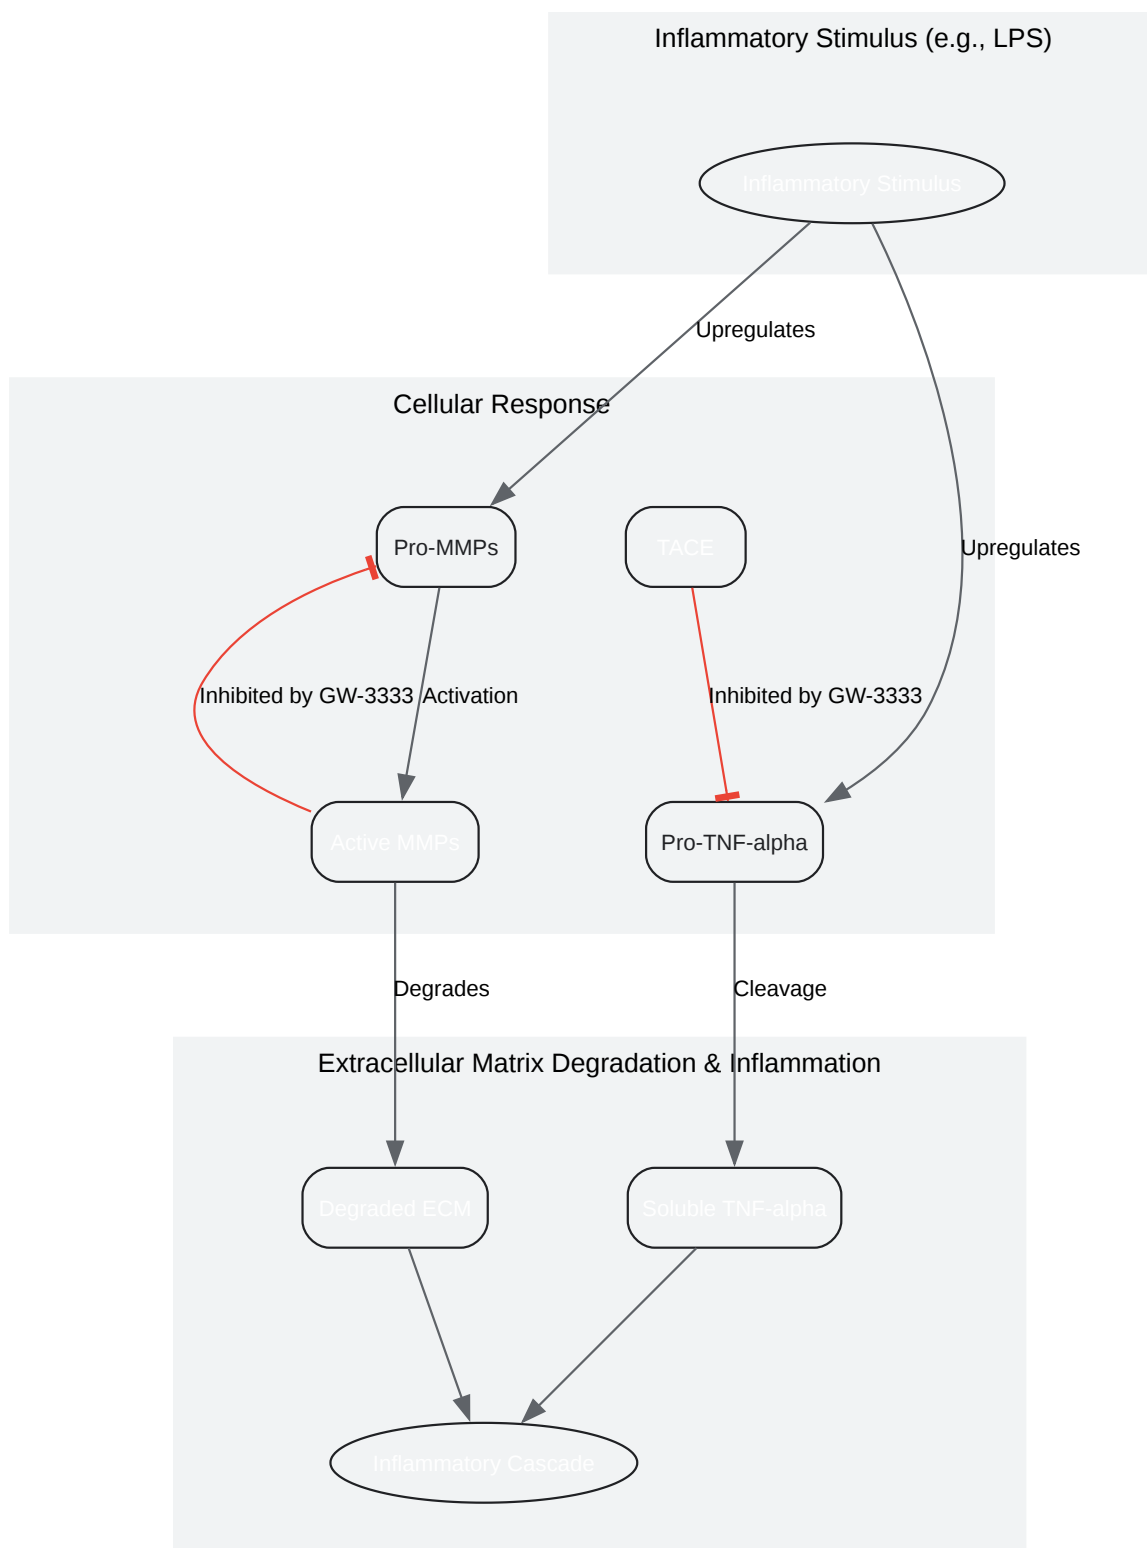 Inflammatory Stimulus (e.g., LPS)
Inflammatory Stimulus
Upregulates
Cellular Response
Pro-MMPs
TACE
Upregulates
Inhibited by GW-3333
Activation
Inhibited by GW-3333
Active MMPs
Pro-TNF-alpha
Degrades
Cleavage
Extracellular Matrix Degradation & Inflammation
Degraded ECM
Soluble TNF-alpha
Inflammatory Cascade